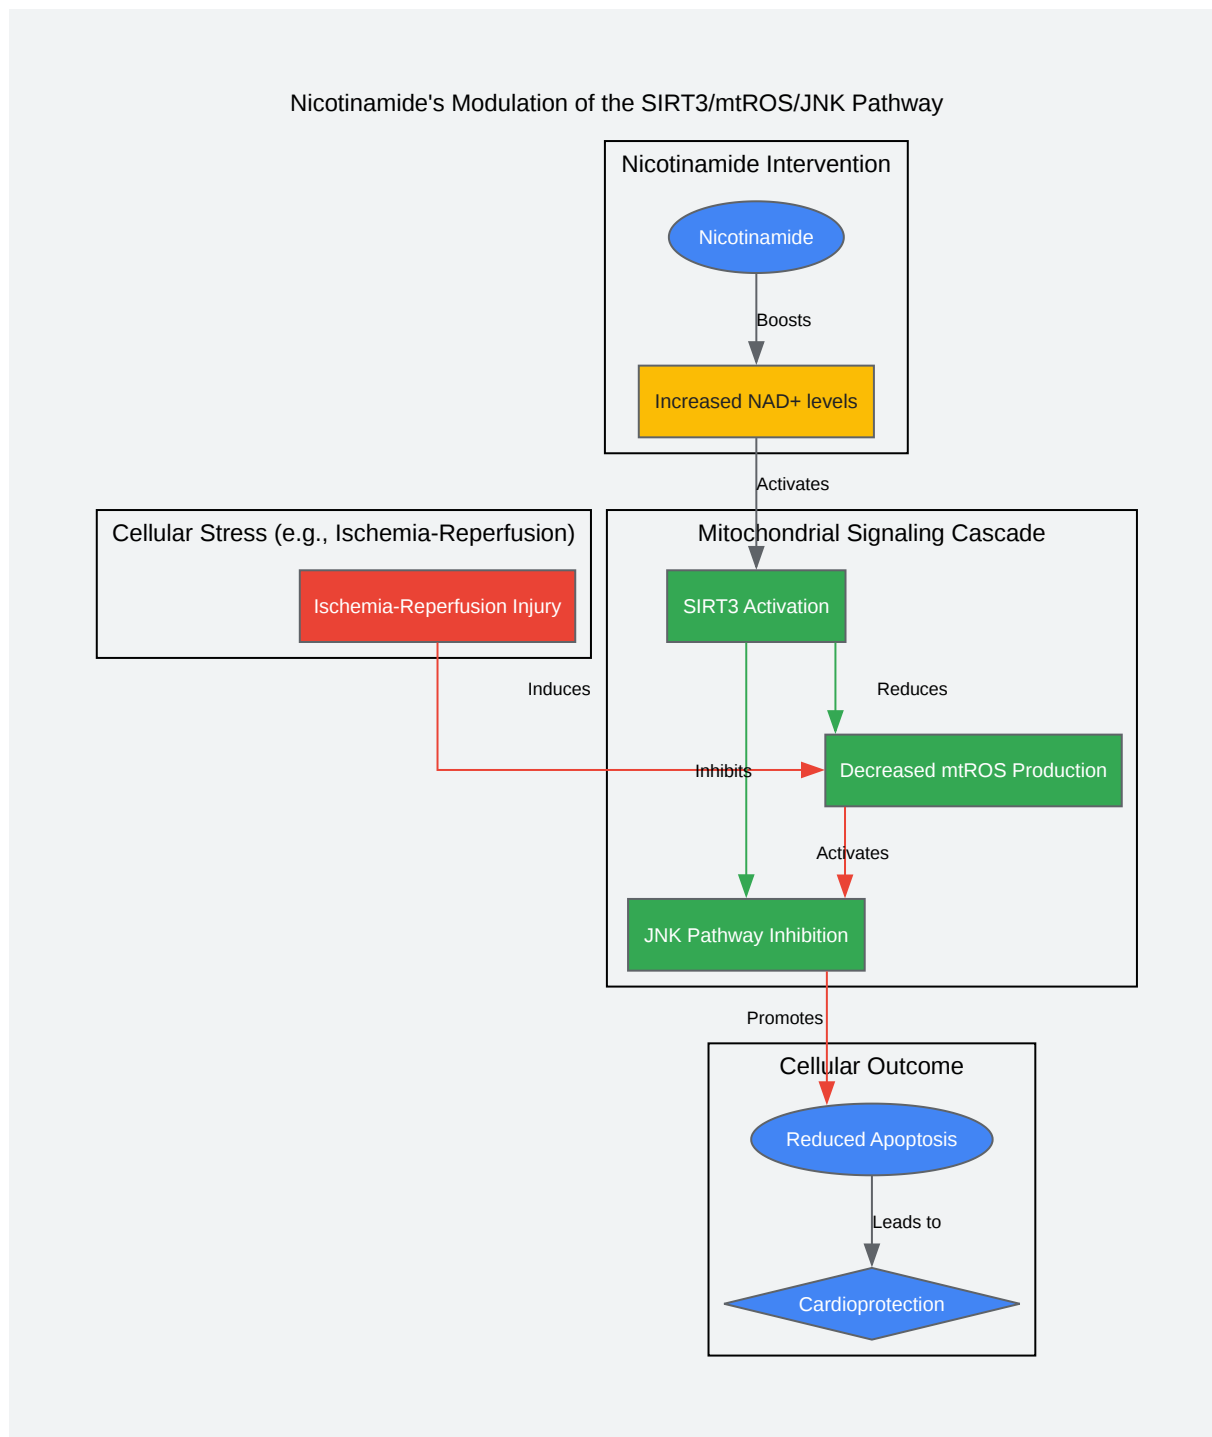 Nicotinamide's Modulation of the SIRT3/mtROS/JNK Pathway
Nicotinamide Intervention
Nicotinamide
Boosts
Increased NAD+ levels
Activates
Cellular Stress (e.g., Ischemia-Reperfusion)
Ischemia-Reperfusion Injury
Induces
Mitochondrial Signaling Cascade
SIRT3 Activation
Reduces
Inhibits
Decreased mtROS Production
Activates
JNK Pathway Inhibition
Promotes
Cellular Outcome
Reduced Apoptosis
Leads to
Cardioprotection